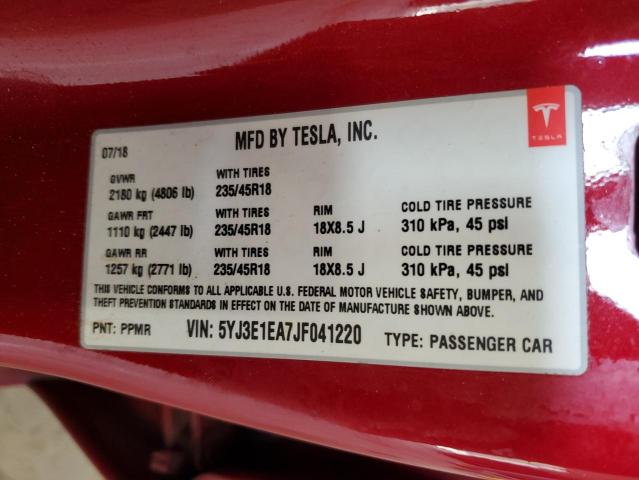 MFD BY TESLA, INC.
TESLA
07/18
GVWR WITH TIRES
2180 kg (4806 lb) 235/45R18
GAWR FRT WITH TIRES RIM COLD TIRE PRESSURE
1110 kg (2447 lb) 235/45R18 18X8.5 J 310 kPa, 45 psi
GAWR RR WITH TIRES RIM COLD TIRE PRESSURE
1257 kg (2771 lb) 235/45R18 18X8.5 J 310 kPa, 45 psi
THIS VEHICLE CONFORMS TO ALL APPLICABLE U.S. FEDERAL MOTOR VEHICLE SAFETY, BUMPER, AND
THEFT PREVENTION STANDARDS IN EFFECT ON THE DATE OF MANUFACTURE SHOWN ABOVE.
PNT: PPMR VIN: 5YJ3E1EA7JF041220 TYPE: PASSENGER CAR